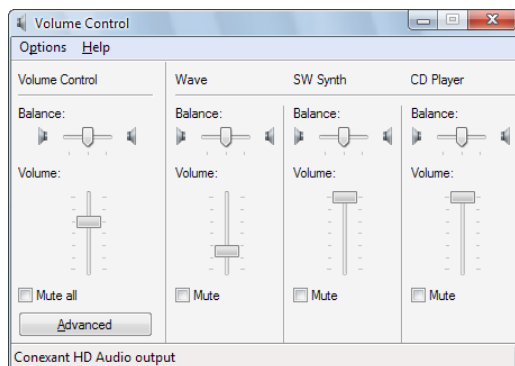 Volume Control
Options Help
Volume Control Wave SW Synth CD Player
Balance: Balance: Balance: Balance:
Volume: Volume: Volume: Volume:
Mute all Mute Mute Mute
Advanced
Conexant HD Audio output